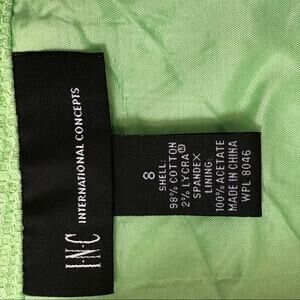 I·N·C
INTERNATIONAL CONCEPTS
8
SHELL:
98% COTTON
2% LYCRA®
SPANDEX
LINING:
100% ACETATE
MADE IN CHINA
WPL 8046